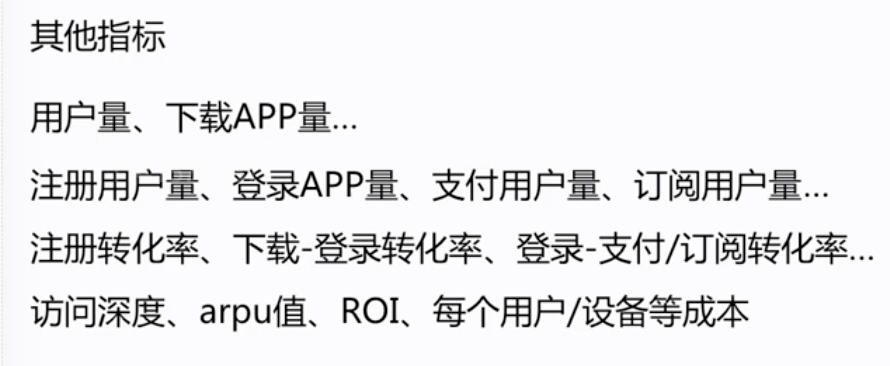 其他指标
用户量、下载APP量...
注册用户量、登录APP量、支付用户量、订阅用户量...
注册转化率、下载-登录转化率、登录-支付/订阅转化率...
访问深度、arpu值、ROI、每个用户/设备等成本